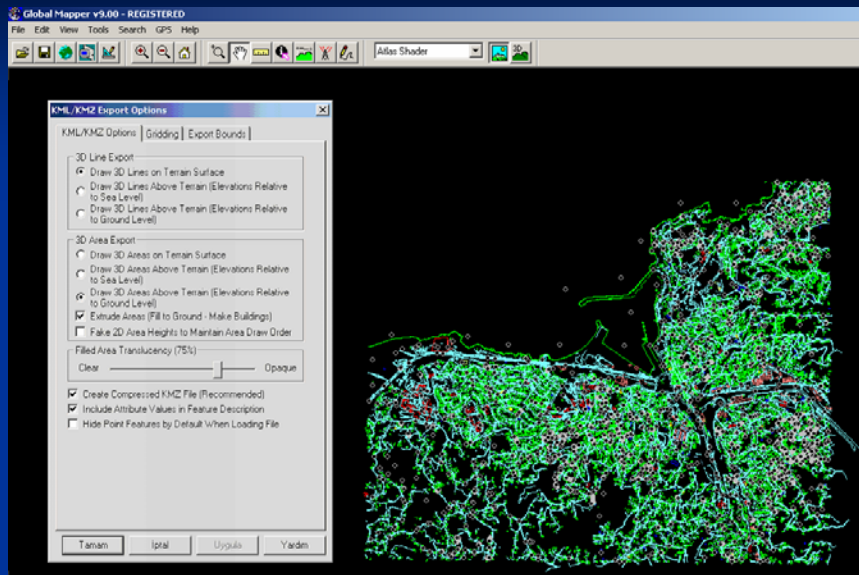 Global Mapper v9.00 - REGISTERED
File Edit View Tools Search GPS Help
Atlas Shader
3D
KML/KMZ Export Options
KML/KMZ Options Gridding Export Bounds
3D Line Export
Draw 3D Lines on Terrain Surface
Draw 3D Lines Above Terrain (Elevations Relative
to Sea Level)
Draw 3D Lines Above Terrain (Elevations Relative
to Ground Level)
3D Area Export
Draw 3D Areas on Terrain Surface
Draw 3D Areas Above Terrain (Elevations Relative
to Sea Level)
Draw 3D Areas Above Terrain (Elevations Relative
to Ground Level)
Extrude Areas (Fill to Ground - Make Buildings)
Fake 2D Area Heights to Maintain Area Draw Order
Filled Area Translucency (75%)
Clear Opaque
Create Compressed KMZ File (Recommended)
Include Attribute Values in Feature Description
Hide Point Features by Default When Loading File
Tamam İptal Uygula Yardım